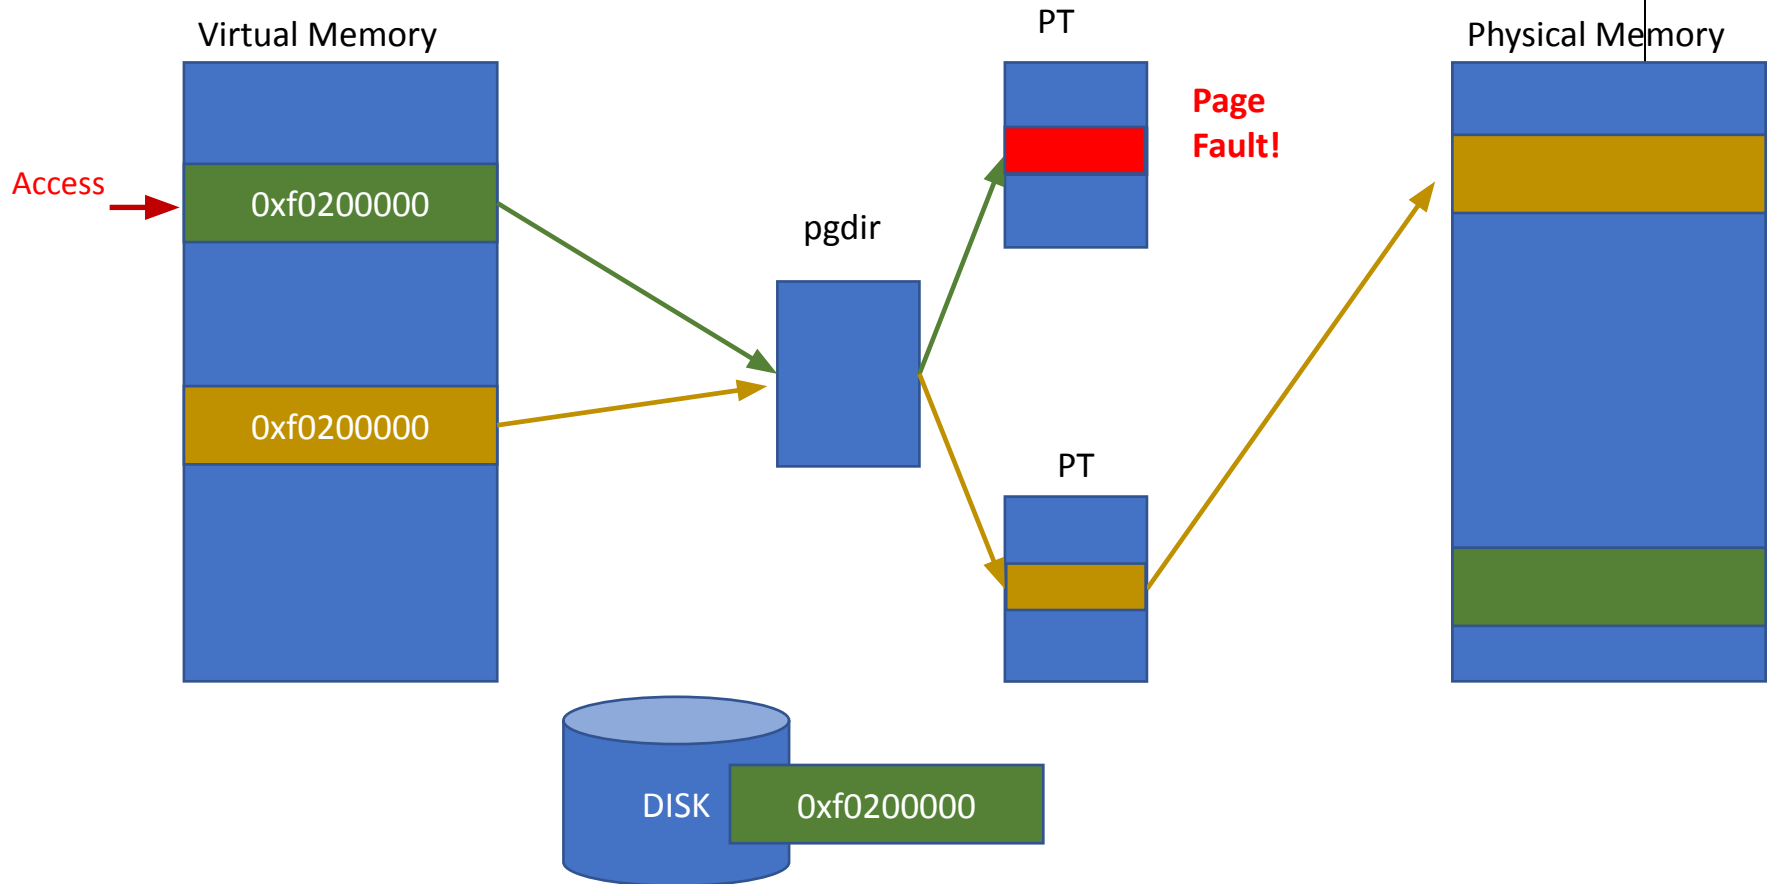 Virtual Memory
PT
Physical Memory
Page
Fault!
Access
0xf0200000
pgdir
0xf0200000
PT
DISK
0xf0200000